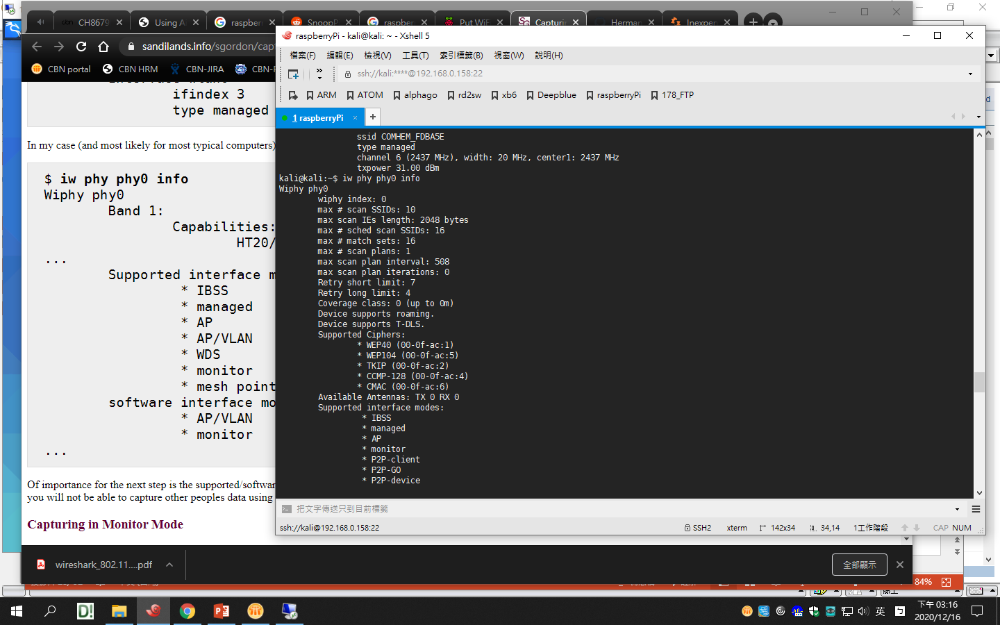 CH8679
Using A
raspberr
SnoopP
raspberr
Put WiF
Capturi
Herman
Inexper
sandilands.info/sgordon/cap
CBN portal
CBN HRM
CBN-JIRA
ifindex 3
type managed
In my case (and most likely for most typical computers)
$ iw phy phy0 info
Wiphy phy0
Band 1:
Capabilities:
HT20/
...
Supported interface m
* IBSS
* managed
* AP
* AP/VLAN
* WDS
* monitor
* mesh point
software interface mo
* AP/VLAN
* monitor
...
Of importance for the next step is the supported/softwar
you will not be able to capture other peoples data using
Capturing in Monitor Mode
wireshark_802.11....pdf
全部顯示
raspberryPi - kali@kali: ~ - Xshell 5
檔案(F) 編輯(E) 檢視(V) 工具(T) 索引標籤(B) 視窗(W) 說明(H)
ssh://kali:****@192.168.0.158:22
ARM ATOM alphago rd2sw xb6 Deepblue raspberryPi 178_FTP
1 raspberryPi
ssid COMHEM_FDBA5E
type managed
channel 6 (2437 MHz), width: 20 MHz, center1: 2437 MHz
txpower 31.00 dBm
kali@kali:~$ iw phy phy0 info
Wiphy phy0
wiphy index: 0
max # scan SSIDs: 10
max scan IEs length: 2048 bytes
max # sched scan SSIDs: 16
max # match sets: 16
max # scan plans: 1
max scan plan interval: 508
max scan plan iterations: 0
Retry short limit: 7
Retry long limit: 4
Coverage class: 0 (up to 0m)
Device supports roaming.
Device supports T-DLS.
Supported Ciphers:
* WEP40 (00-0f-ac:1)
* WEP104 (00-0f-ac:5)
* TKIP (00-0f-ac:2)
* CCMP-128 (00-0f-ac:4)
* CMAC (00-0f-ac:6)
Available Antennas: TX 0 RX 0
Supported interface modes:
* IBSS
* managed
* AP
* monitor
* P2P-client
* P2P-GO
* P2P-device
把文字傳送只到目前標籤
ssh://kali@192.168.0.158:22 SSH2 xterm 142x34 34,14 1工作階段 CAP NUM
84%
英
下午 03:16
2020/12/16